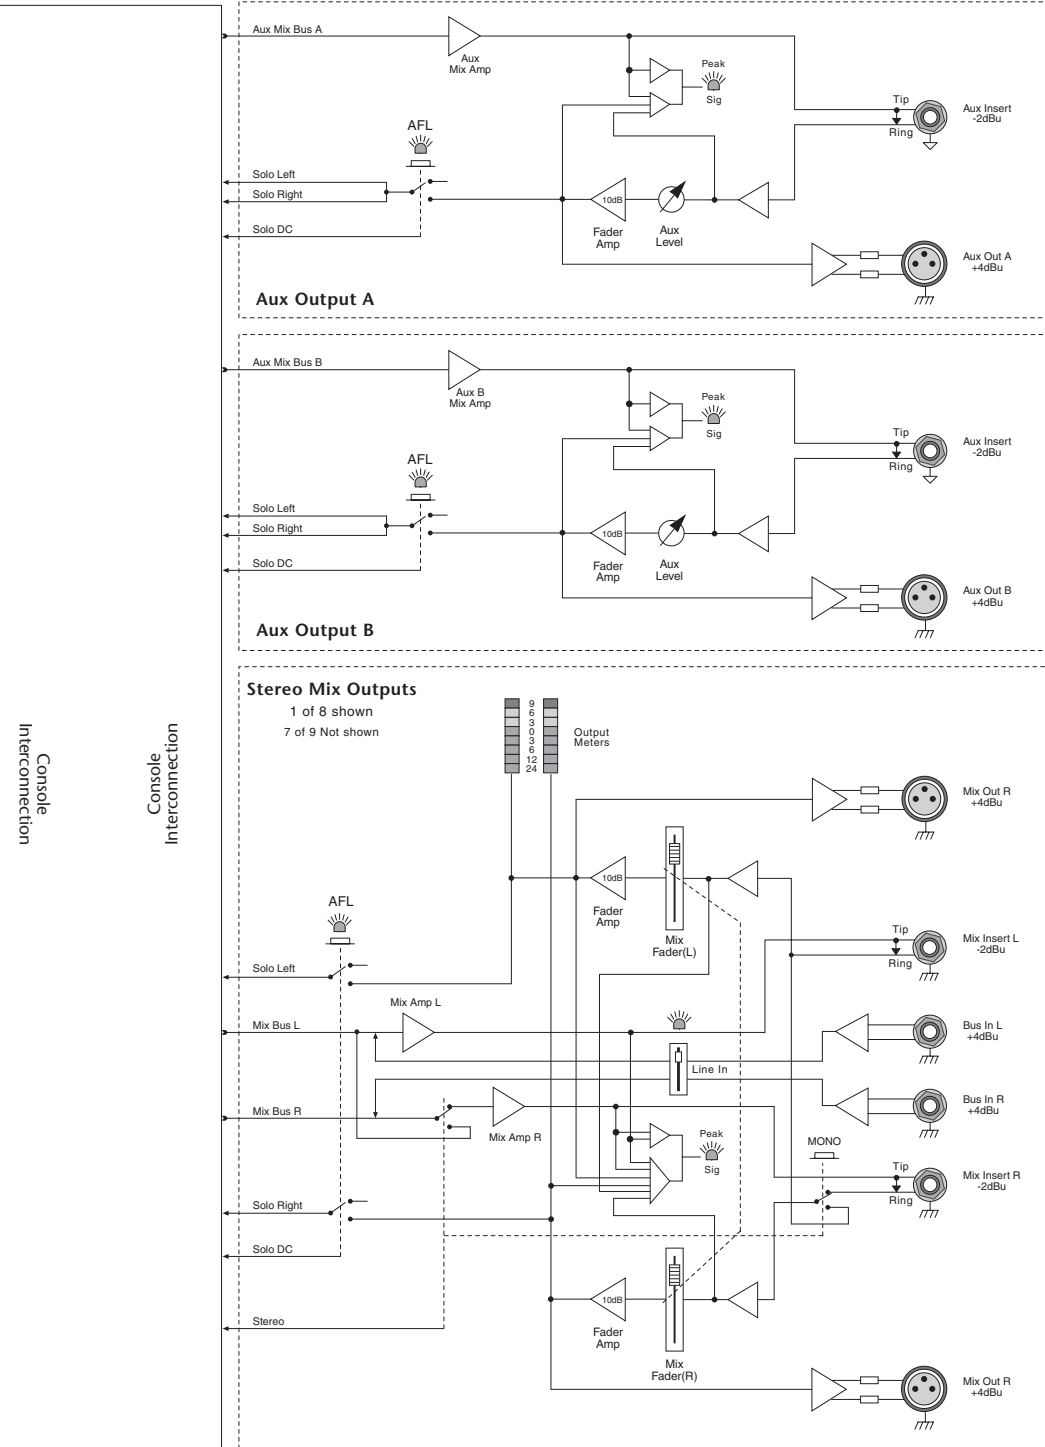 Aux Mix Bus A
Aux
Mix Amp
Peak
Sig
Tip
Ring
Aux Insert
-2dBu
AFL
Solo Left
Solo Right
Solo DC
10dB
Fader
Amp
Aux
Level
Aux Out A
+4dBu
Aux Output A
Aux Mix Bus B
Aux B
Mix Amp
Peak
Sig
Tip
Ring
Aux Insert
-2dBu
AFL
Solo Left
Solo Right
Solo DC
10dB
Fader
Amp
Aux
Level
Aux Out B
+4dBu
Aux Output B
Stereo Mix Outputs
1 of 8 shown
7 of 9 Not shown
9
6
3
0
3
6
12
24
Output
Meters
Console
Interconnection
Console
Interconnection
Mix Out R
+4dBu
10dB
Fader
Amp
Mix
Fader(L)
AFL
Tip
Ring
Mix Insert L
-2dBu
Solo Left
Mix Amp L
Mix Bus L
Bus In L
+4dBu
Line In
Mix Bus R
Mix Amp R
Bus In R
+4dBu
Peak
Sig
MONO
Tip
Ring
Mix Insert R
-2dBu
Solo Right
Solo DC
10dB
Fader
Amp
Stereo
Mix
Fader(R)
Mix Out R
+4dBu